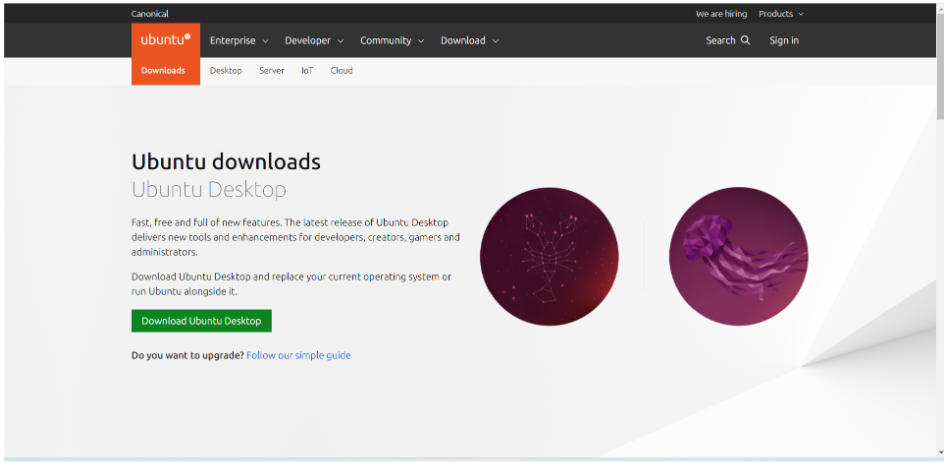 Canonical
We are hiring Products
ubuntu® Enterprise Developer Community Download Search Sign in
Downloads Desktop Server IoT Cloud
Ubuntu downloads
Ubuntu Desktop
Fast, free and full of new features. The latest release of Ubuntu Desktop
delivers new tools and enhancements for developers, creators, gamers and
administrators.
Download Ubuntu Desktop and replace your current operating system or
run Ubuntu alongside it.
Download Ubuntu Desktop
Do you want to upgrade? Follow our simple guide